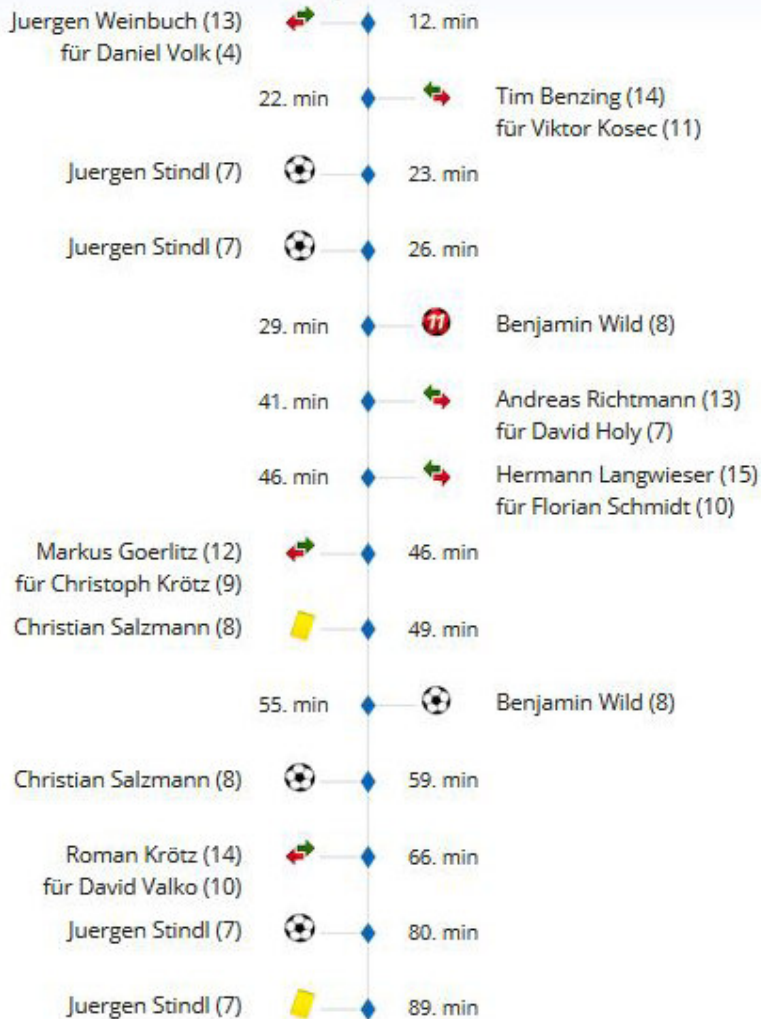 Juergen Weinbuch (13) 12. min
für Daniel Volk (4)
22. min Tim Benzing (14)
für Viktor Kosec (11)
Juergen Stindl (7) 23. min
Juergen Stindl (7) 26. min
29. min 11 Benjamin Wild (8)
41. min Andreas Richtmann (13)
für David Holy (7)
46. min Hermann Langwieser (15)
für Florian Schmidt (10)
Markus Goerlitz (12) 46. min
für Christoph Krötz (9)
Christian Salzmann (8) 49. min
55. min Benjamin Wild (8)
Christian Salzmann (8) 59. min
Roman Krötz (14) 66. min
für David Valko (10)
Juergen Stindl (7) 80. min
Juergen Stindl (7) 89. min